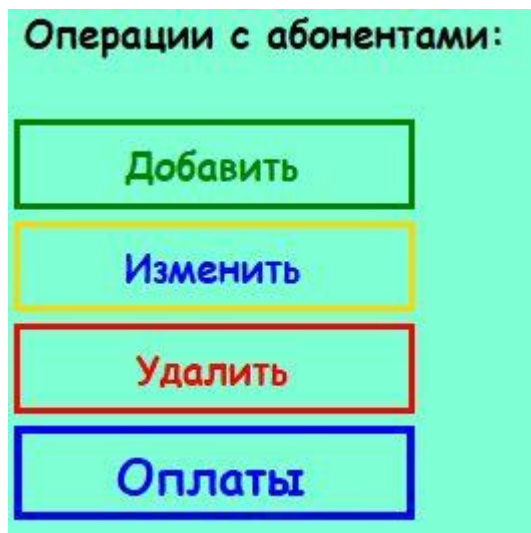 Операции с абонентами:
Добавить
Изменить
Удалить
Оплаты